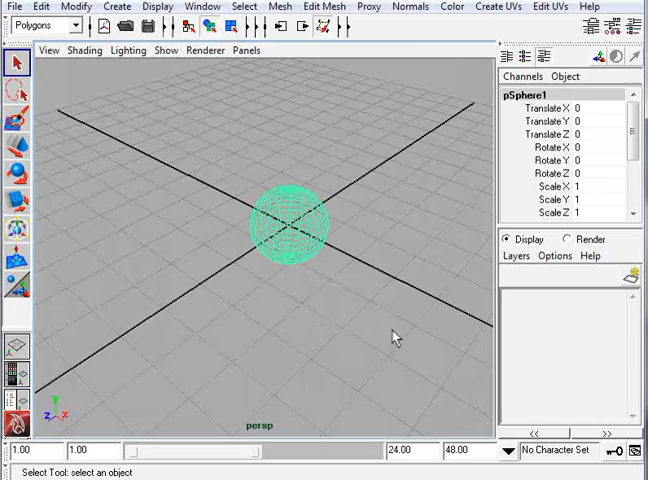 File Edit Modify Create Display Window Select Mesh Edit Mesh Proxy Normals Color Create UVs Edit UVs
Polygons
View Shading Lighting Show Renderer Panels
Channels Object
pSphere1
Translate X 0
Translate Y 0
Translate Z 0
Rotate X 0
Rotate Y 0
Rotate Z 0
Scale X 1
Scale Y 1
Scale Z 1
Display Render
Layers Options Help
y
z x
persp
<< >>
1.00 1.00 24.00 48.00 No Character Set
Select Tool: select an object